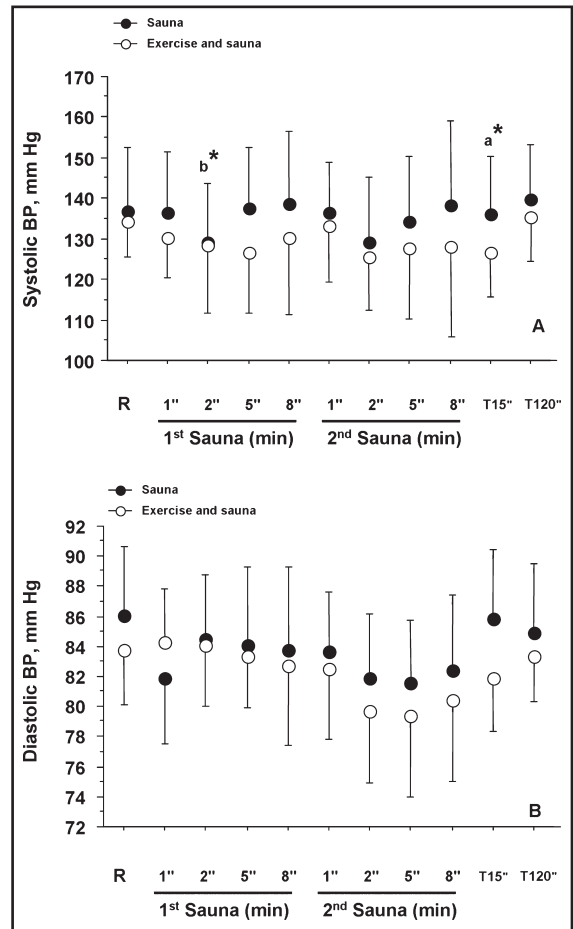 Sauna
Exercise and sauna
170
160
150
140
130
120
110
100
Systolic BP, mm Hg
b*
a*
A
R 1" 2" 5" 8" 1" 2" 5" 8" T15" T120"
1st Sauna (min) 2nd Sauna (min)
Sauna
Exercise and sauna
92
90
88
86
84
82
80
78
76
74
72
Diastolic BP, mm Hg
B
R 1" 2" 5" 8" 1" 2" 5" 8" T15" T120"
1st Sauna (min) 2nd Sauna (min)